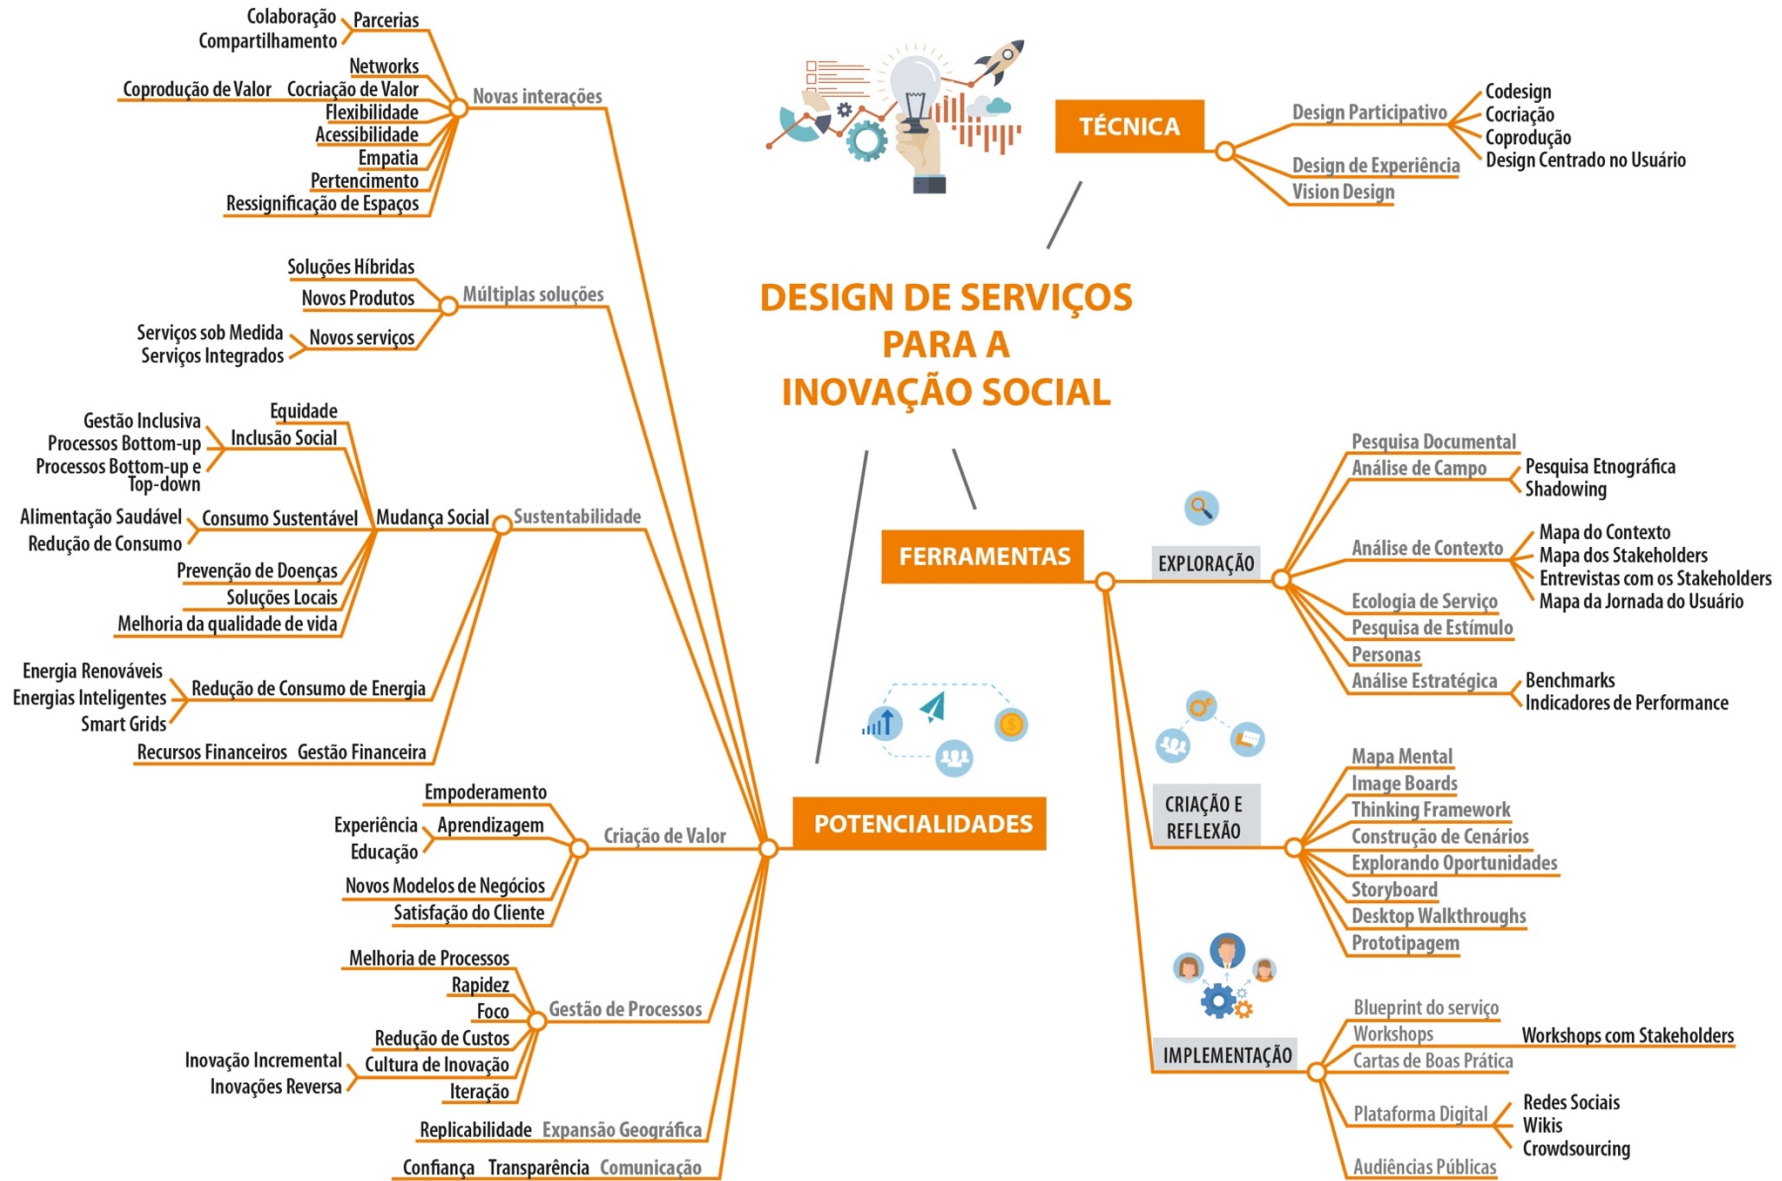 DESIGN DE SERVIÇOS
PARA A
INOVAÇÃO SOCIAL
TÉCNICA
Design Participativo
Codesign
Cocriação
Coprodução
Design Centrado no Usuário
Design de Experiência
Vision Design
FERRAMENTAS
EXPLORAÇÃO
Pesquisa Documental
Análise de Campo
Pesquisa Etnográfica
Shadowing
Análise de Contexto
Mapa do Contexto
Mapa dos Stakeholders
Entrevistas com os Stakeholders
Mapa da Jornada do Usuário
Ecologia de Serviço
Pesquisa de Estímulo
Personas
Análise Estratégica
Benchmarks
Indicadores de Performance
CRIAÇÃO E
REFLEXÃO
Mapa Mental
Image Boards
Thinking Framework
Construção de Cenários
Explorando Oportunidades
Storyboard
Desktop Walkthroughs
Prototipagem
IMPLEMENTAÇÃO
Blueprint do serviço
Workshops
Workshops com Stakeholders
Cartas de Boas Prática
Plataforma Digital
Redes Sociais
Wikis
Crowdsourcing
Audiências Públicas
POTENCIALIDADES
Novas interações
Parcerias
Colaboração
Compartilhamento
Networks
Coprodução de Valor Cocriação de Valor
Flexibilidade
Acessibilidade
Empatia
Pertencimento
Ressignificação de Espaços
Múltiplas soluções
Soluções Híbridas
Novos Produtos
Novos serviços
Serviços sob Medida
Serviços Integrados
Sustentabilidade
Mudança Social
Equidade
Inclusão Social
Gestão Inclusiva
Processos Bottom-up
Processos Bottom-up e
Top-down
Consumo Sustentável
Alimentação Saudável
Redução de Consumo
Prevenção de Doenças
Soluções Locais
Melhoria da qualidade de vida
Redução de Consumo de Energia
Energia Renováveis
Energias Inteligentes
Smart Grids
Recursos Financeiros Gestão Financeira
Criação de Valor
Empoderamento
Aprendizagem
Experiência
Educação
Novos Modelos de Negócios
Satisfação do Cliente
Gestão de Processos
Melhoria de Processos
Rapidez
Foco
Redução de Custos
Cultura de Inovação
Inovação Incremental
Inovações Reversa
Iteração
Replicabilidade Expansão Geográfica
Confiança Transparência Comunicação
$